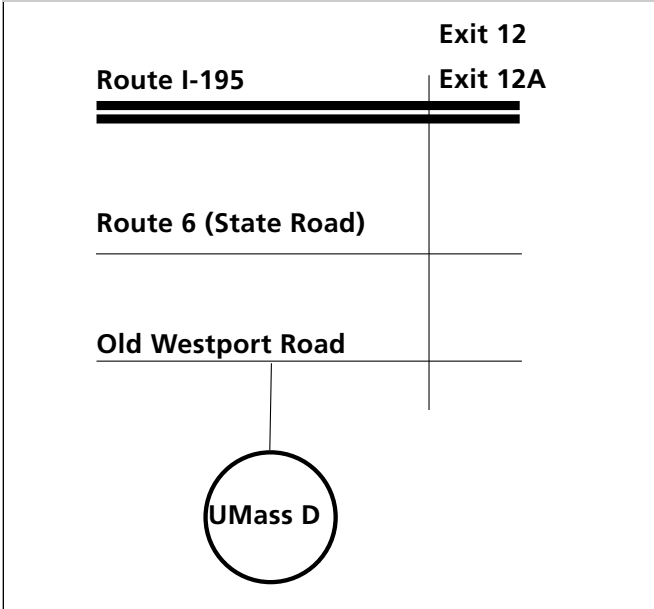 Exit 12
Route I-195
Exit 12A
Route 6 (State Road)
Old Westport Road
UMass D